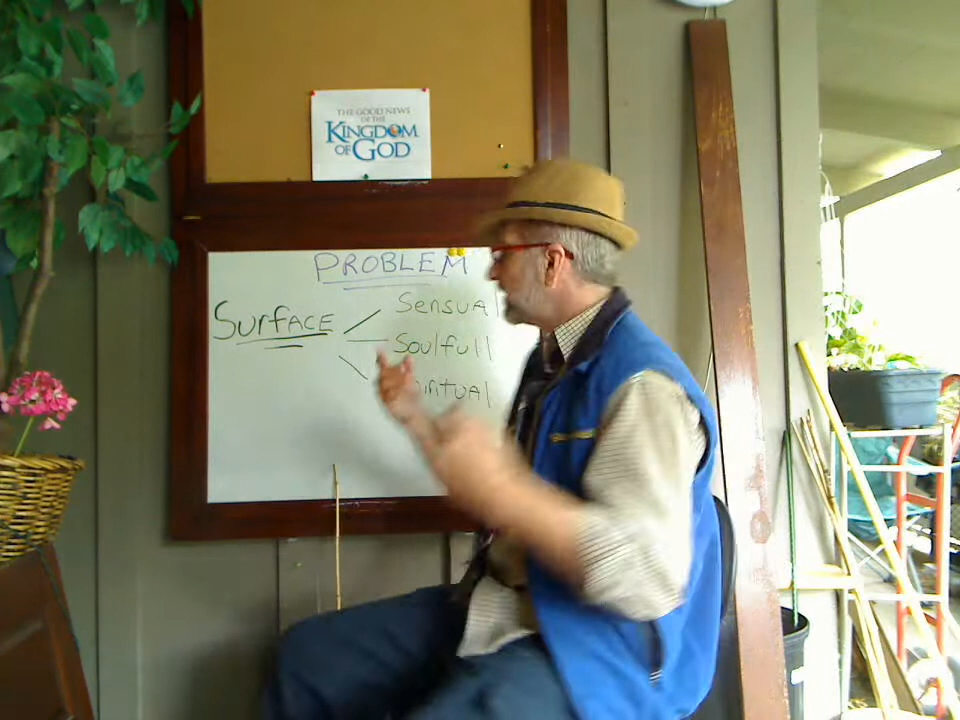 THE GOOD NEWS
OF THE
KINGDOM
OF GOD
PROBLEM
SurfACE
Sensual
Soulfull